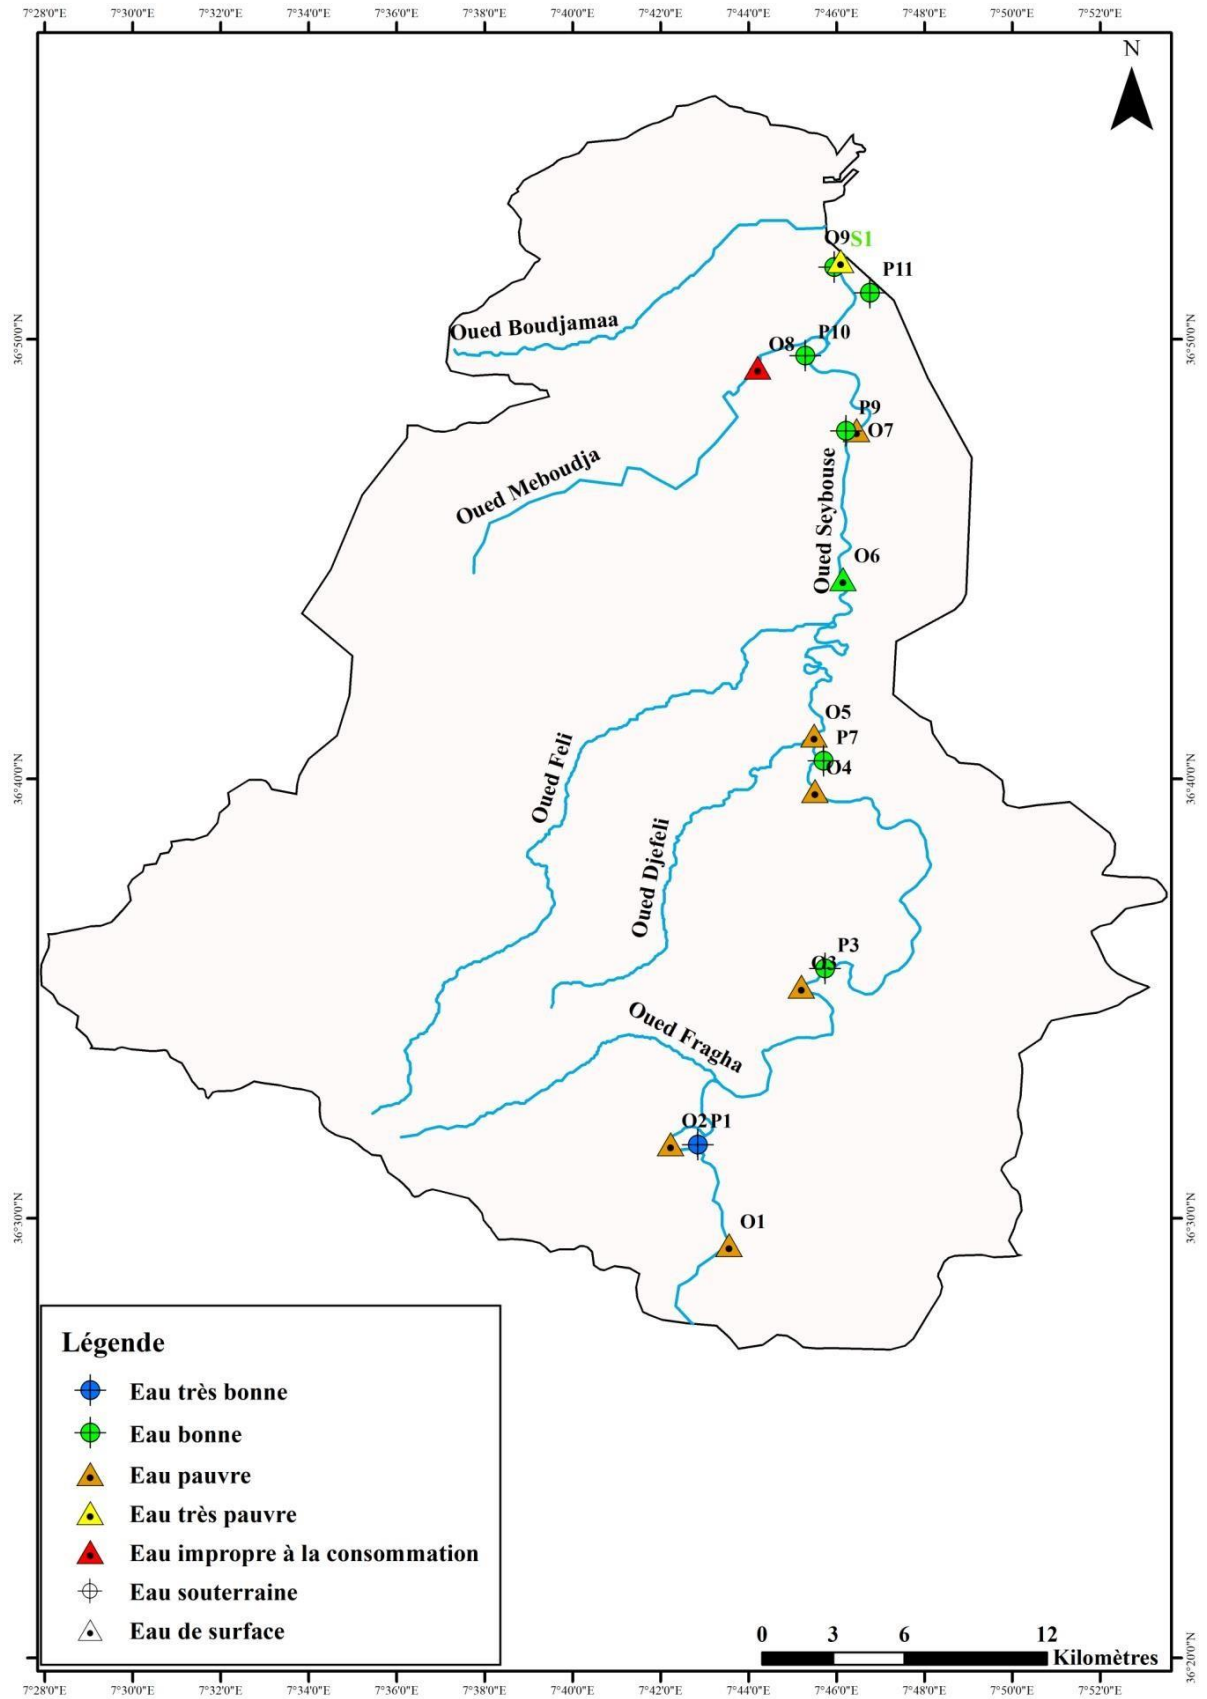 7°28'0"E 7°30'0"E 7°32'0"E 7°34'0"E 7°36'0"E 7°38'0"E 7°40'0"E 7°42'0"E 7°44'0"E 7°46'0"E 7°48'0"E 7°50'0"E 7°52'0"E
N
O9 S1
P11
Oued Boudjamaa
P10
O8
36°50'0"N 36°50'0"N
P9
O7
Oued Meboudja
Oued Seybouse
O6
O5
P7
O4
36°40'0"N 36°40'0"N
Oued Feli
Oued Djefeli
P3
O3
Oued Fragha
O2 P1
O1
36°30'0"N 36°30'0"N
Légende
Eau très bonne
Eau bonne
Eau pauvre
Eau très pauvre
Eau impropre à la consommation
Eau souterraine
Eau de surface
0 3 6 12
Kilomètres
36°20'0"N
7°28'0"E 7°30'0"E 7°32'0"E 7°34'0"E 7°36'0"E 7°38'0"E 7°40'0"E 7°42'0"E 7°44'0"E 7°46'0"E 7°48'0"E 7°50'0"E 7°52'0"E